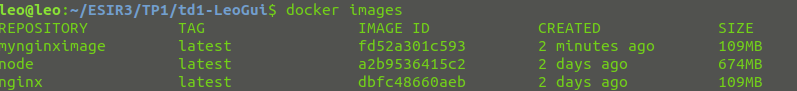 leo@leo:~/ESIR3/TP1/td1-LeoGui$ docker images
REPOSITORY TAG IMAGE ID CREATED SIZE
mynginximage latest fd52a301c593 2 minutes ago 109MB
node latest a2b9536415c2 2 days ago 674MB
nginx latest dbfc48660aeb 2 days ago 109MB